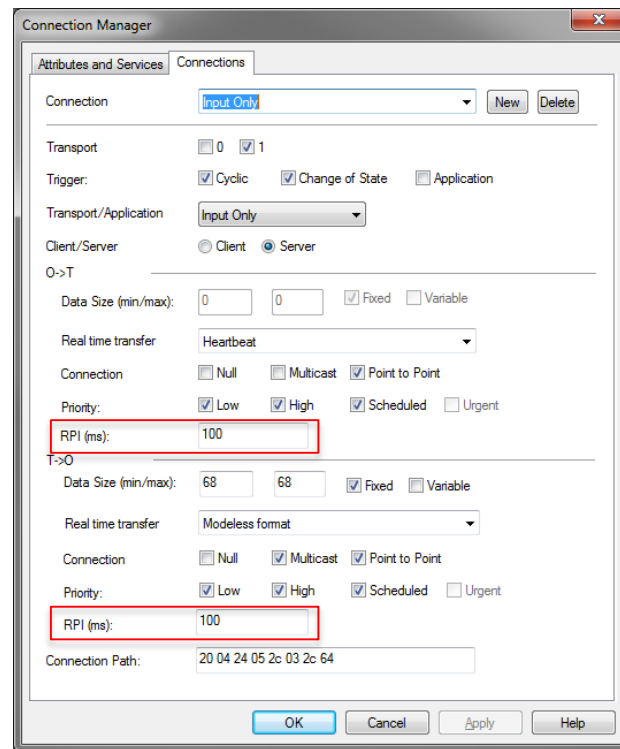 Connection Manager
Attributes and Services Connections
Connection Input Only New Delete
Transport 0 1
Trigger: Cyclic Change of State Application
Transport/Application Input Only
Client/Server Client Server
O->T
Data Size (min/max): 0 0 Fixed Variable
Real time transfer Heartbeat
Connection Null Multicast Point to Point
Priority: Low High Scheduled Urgent
RPI (ms): 100
T->O
Data Size (min/max): 68 68 Fixed Variable
Real time transfer Modeless format
Connection Null Multicast Point to Point
Priority: Low High Scheduled Urgent
RPI (ms): 100
Connection Path: 20 04 24 05 2c 03 2c 64
OK Cancel Apply Help